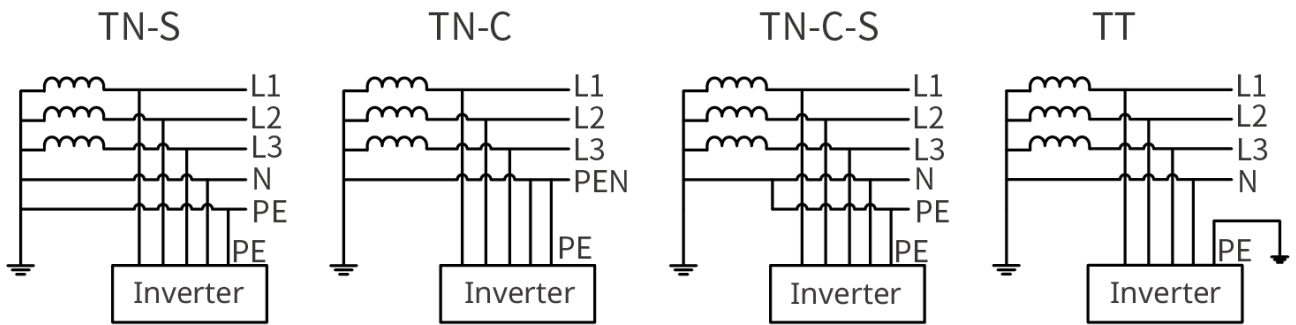 TN-S TN-C TN-C-S TT
L1 L1 L1 L1
L2 L2 L2 L2
L3 L3 L3 L3
N PEN N N
PE PE
PE PE PE PE
Inverter Inverter Inverter Inverter